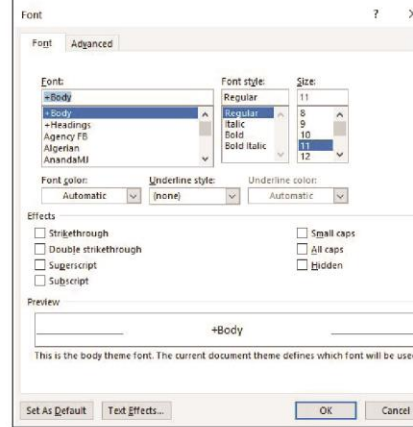 Font ?
Font Advanced
Font: Font style: Size:
+Body Regular 11
+Body Regular 8
+Headings Italic 9
Agency FB Bold 10
Algerian Bold Italic 11
AnandaMJ 12
Font color: Underline style: Underline color:
Automatic (none) Automatic
Effects
Strikethrough Small caps
Double strikethrough All caps
Superscript Hidden
Subscript
Preview
+Body
This is the body theme font. The current document theme defines which font will be used
Set As Default Text Effects... OK Cancel